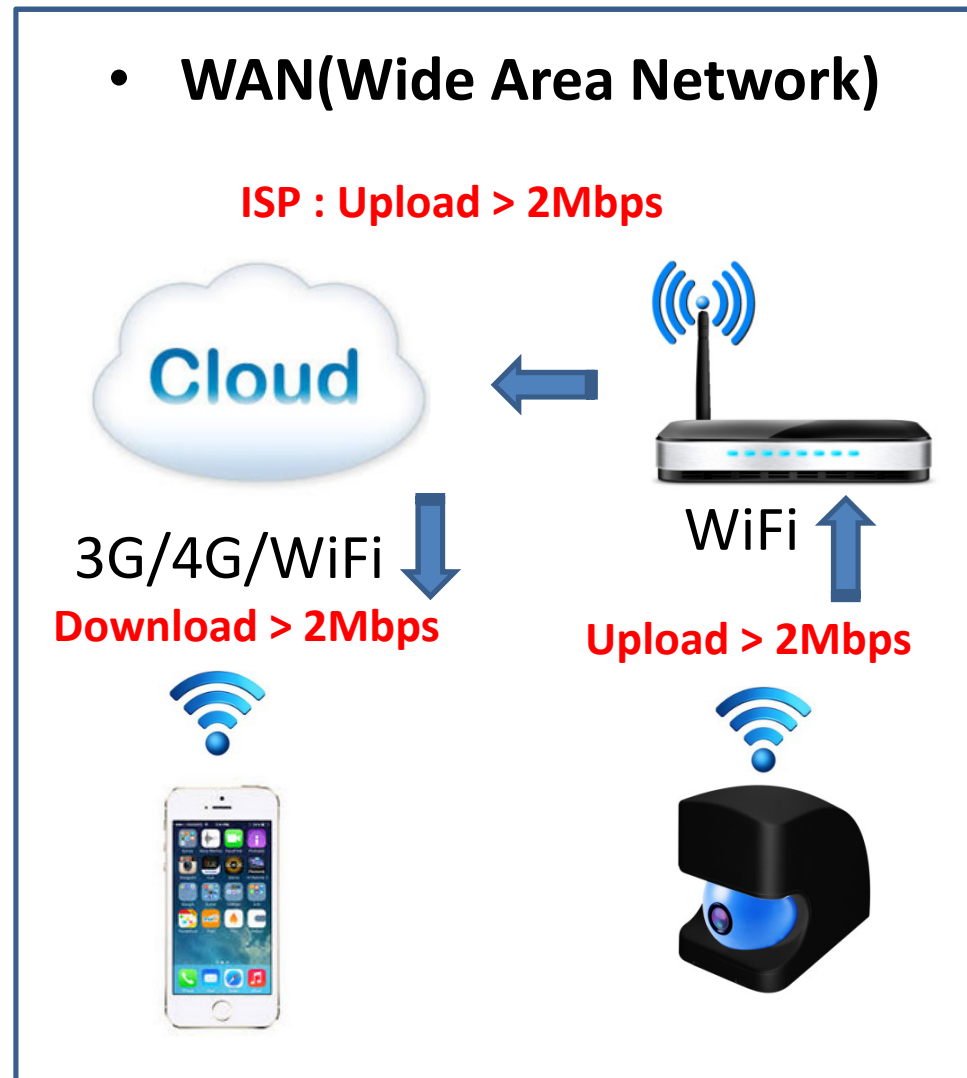 • WAN(Wide Area Network)
ISP : Upload > 2Mbps
Cloud
WiFi
3G/4G/WiFi
Download > 2Mbps
Upload > 2Mbps